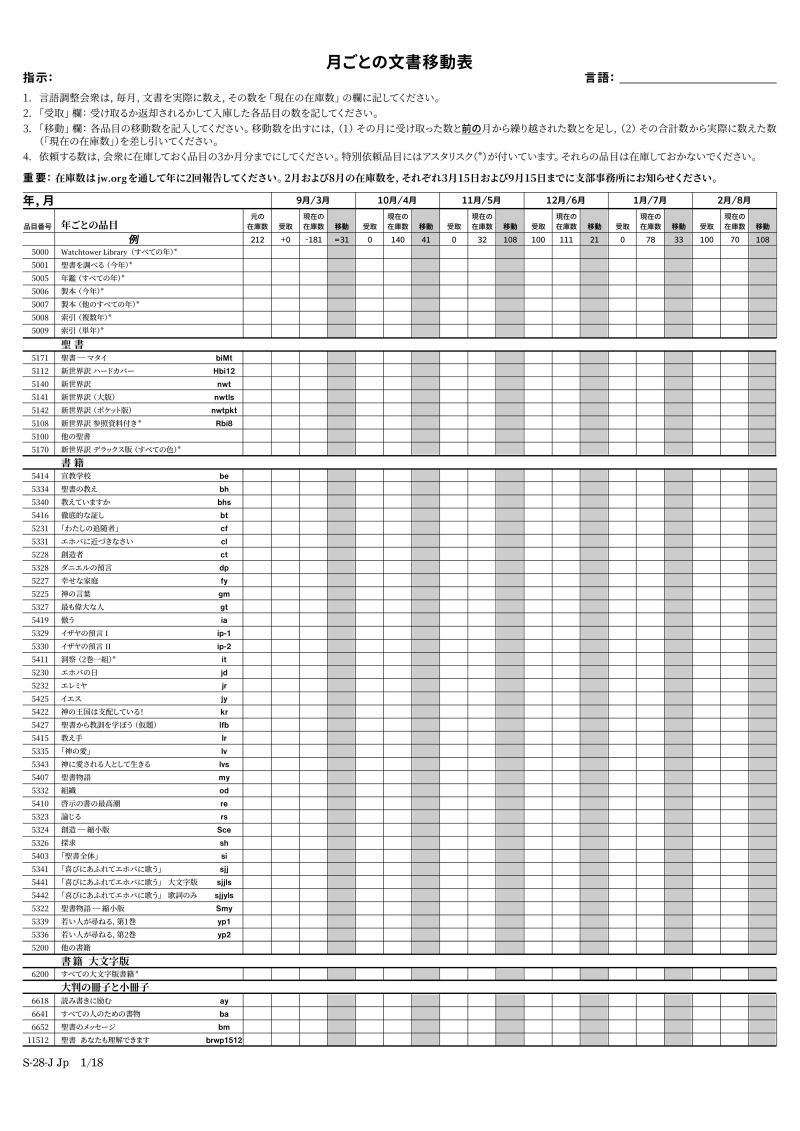 月ごとの文書移動表
指示: 言語:
1. 言語調整会衆は, 毎月, 文書を実際に数え, その数を「現在の在庫数」の欄に記してください。
2. 「受取」欄: 受け取るか返却されるかして入庫した各品目の数を記してください。
3. 「移動」欄: 各品目の移動数を記入してください。移動数を出すには, (1) その月に受け取った数と前の月から繰り越された数とを足し, (2) その合計数から実際に数えた数
(「現在の在庫数」) を差し引いてください。
4. 依頼する数は, 会衆に在庫しておく品目の3か月分までにしてください。特別依頼品目にはアスタリスク(*)が付いています。それらの品目は在庫しておかないでください。
重要: 在庫数は jw.org を通して年に2回報告してください。2月および8月の在庫数を, それぞれ3月15日および9月15日までに支部事務所にお知らせください。
年, 月 9月/3月 10月/4月 11月/5月 12月/6月 1月/7月 2月/8月
品目番号 年ごとの品目 元の在庫数 受取 現在の在庫数 移動 受取 現在の在庫数 移動 受取 現在の在庫数 移動 受取 現在の在庫数 移動 受取 現在の在庫数 移動 受取 現在の在庫数 移動
例 212 +0 -181 =31 0 140 41 0 32 108 100 111 21 0 78 33 100 70 108
5000 Watchtower Library (すべての年)*
5001 聖書を調べる (今年)*
5005 年鑑 (すべての年)*
5006 製本 (今年)*
5007 製本 (他のすべての年)*
5008 索引 (複数年)*
5009 索引 (単年)*
聖書
5171 聖書 — マタイ biMt
5112 新世界訳 ハードカバー Hbi12
5140 新世界訳 nwt
5141 新世界訳 (大版) nwtls
5142 新世界訳 (ポケット版) nwtpkt
5108 新世界訳 参照資料付き* Rbi8
5100 他の聖書
5170 新世界訳 デラックス版 (すべての色)*
書籍
5414 宣教学校 be
5334 聖書の教え bh
5340 教えていますか bhs
5416 徹底的な証し bt
5231 「わたしの追随者」 cf
5331 エホバに近づきなさい cl
5228 創造者 ct
5328 ダニエルの預言 dp
5227 幸せな家庭 fy
5225 神の言葉 gm
5327 最も偉大な人 gt
5419 倣う ia
5329 イザヤの預言 I ip-1
5330 イザヤの預言 II ip-2
5411 洞察 (2巻一組)* it
5230 エホバの日 jd
5232 エレミヤ jr
5425 イエス jy
5422 神の王国は支配している! kr
5427 聖書から教訓を学ぼう (仮題) lfb
5415 教え手 lr
5335 「神の愛」 lv
5343 神に愛される人として生きる lvs
5407 聖書物語 my
5332 組織 od
5410 啓示の書の最高潮 re
5323 論じる rs
5324 創造 — 縮小版 Sce
5326 探求 sh
5403 「聖書全体」 si
5341 「喜びにあふれてエホバに歌う」 sjj
5441 「喜びにあふれてエホバに歌う」 大文字版 sjjls
5442 「喜びにあふれてエホバに歌う」 歌詞のみ sjjyls
5322 聖書物語 — 縮小版 Smy
5339 若い人が尋ねる, 第1巻 yp1
5336 若い人が尋ねる, 第2巻 yp2
5200 他の書籍
書籍 大文字版
6200 すべての大文字版書籍*
大判の冊子と小冊子
6618 読み書きに励む ay
6641 すべての人のための書物 ba
6652 聖書のメッセージ bm
11512 聖書 あなたも理解できます brwp1512
S-28-J Jp 1/18